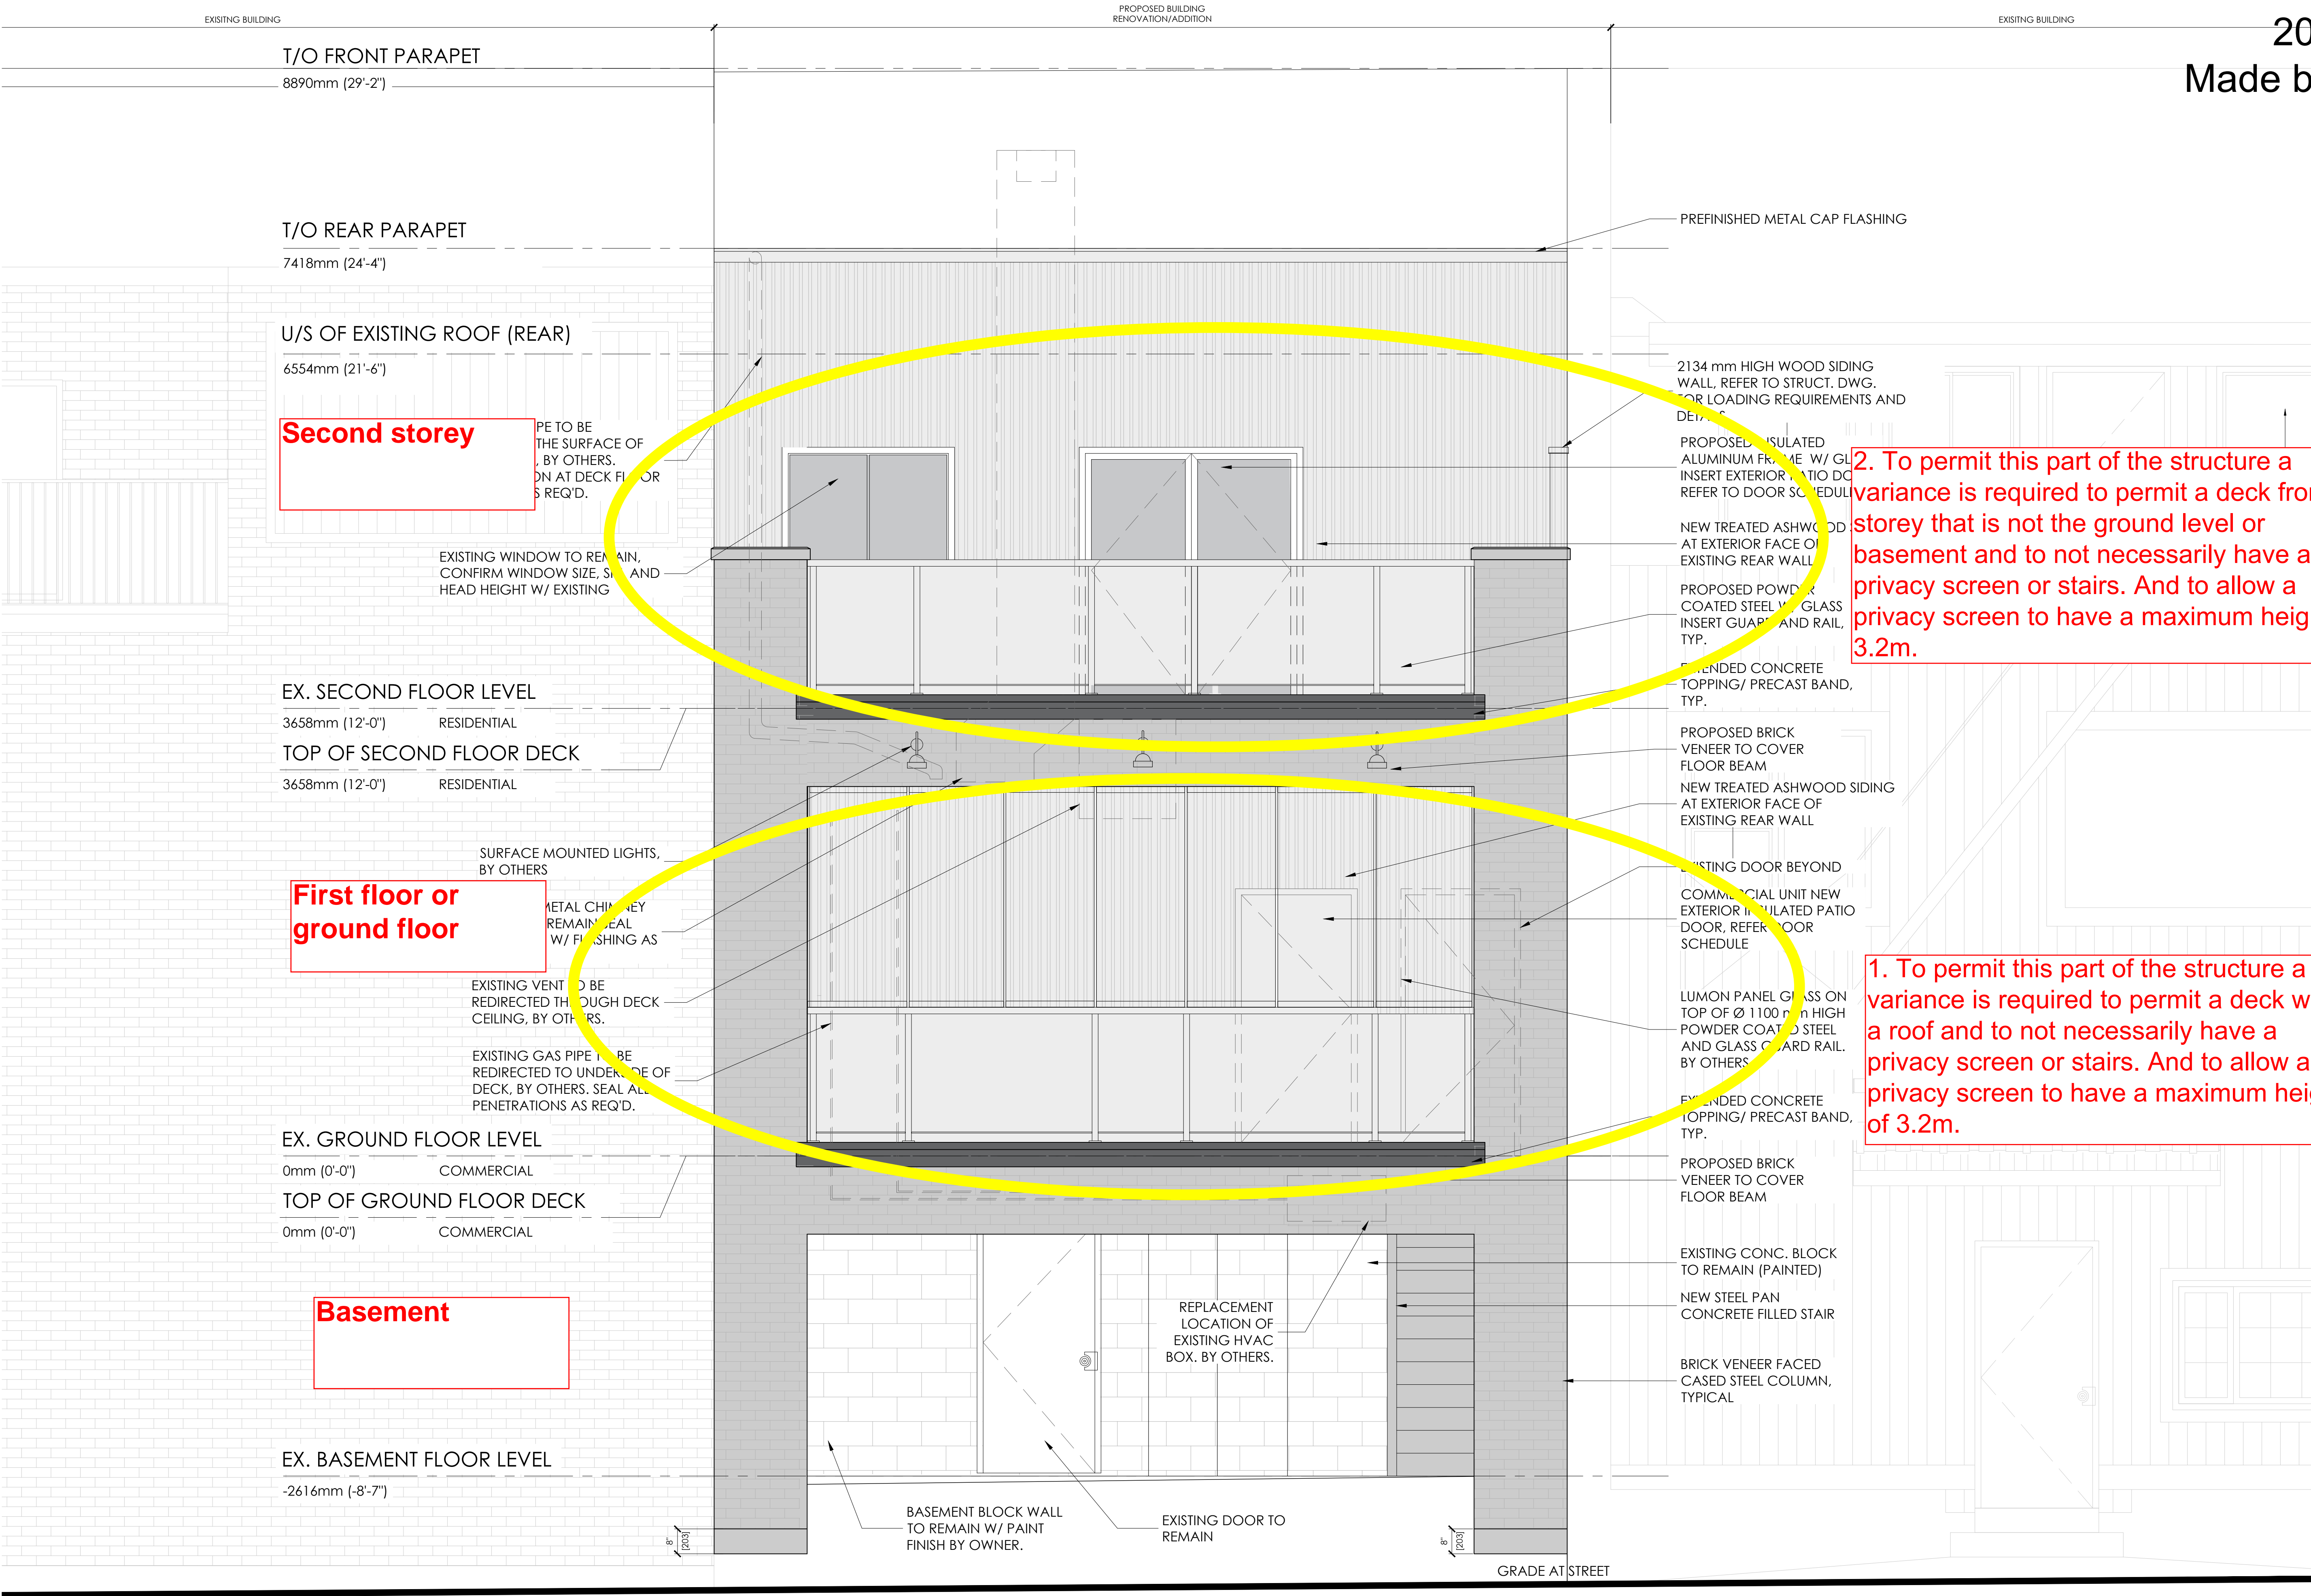 EXISITNG BUILDING
PROPOSED BUILDING
RENOVATION/ADDITION
EXISITNG BUILDING
20
Made b
T/O FRONT PARAPET
8890mm (29'-2")
T/O REAR PARAPET
7418mm (24'-4")
U/S OF EXISTING ROOF (REAR)
6554mm (21'-6")
Second storey
PE TO BE
THE SURFACE OF
, BY OTHERS.
ON AT DECK FLOOR
S REQ'D.
EXISTING WINDOW TO REMAIN,
CONFIRM WINDOW SIZE, SILL AND
HEAD HEIGHT W/ EXISTING
EX. SECOND FLOOR LEVEL
3658mm (12'-0") RESIDENTIAL
TOP OF SECOND FLOOR DECK
3658mm (12'-0") RESIDENTIAL
SURFACE MOUNTED LIGHTS,
BY OTHERS
First floor or
ground floor
METAL CHIMNEY
REMAIN SEAL
W/ FLASHING AS
EXISTING VENT TO BE
REDIRECTED THROUGH DECK
CEILING, BY OTHERS.
EXISTING GAS PIPE TO BE
REDIRECTED TO UNDERSIDE OF
DECK, BY OTHERS. SEAL ALL
PENETRATIONS AS REQ'D.
EX. GROUND FLOOR LEVEL
0mm (0'-0") COMMERCIAL
TOP OF GROUND FLOOR DECK
0mm (0'-0") COMMERCIAL
Basement
EX. BASEMENT FLOOR LEVEL
-2616mm (-8'-7")
8"
[203]
BASEMENT BLOCK WALL
TO REMAIN W/ PAINT
FINISH BY OWNER.
EXISTING DOOR TO
REMAIN
REPLACEMENT
LOCATION OF
EXISTING HVAC
BOX. BY OTHERS.
8"
[203]
GRADE AT STREET
PREFINISHED METAL CAP FLASHING
2134 mm HIGH WOOD SIDING
WALL, REFER TO STRUCT. DWG.
FOR LOADING REQUIREMENTS AND
DETAILS
PROPOSED INSULATED
ALUMINUM FRAME W/ GL
INSERT EXTERIOR PATIO DO
REFER TO DOOR SCHEDUL
NEW TREATED ASHWOOD S
AT EXTERIOR FACE OF
EXISTING REAR WALL
PROPOSED POWDER
COATED STEEL W/ GLASS
INSERT GUARD AND RAIL,
TYP.
EXTENDED CONCRETE
TOPPING/ PRECAST BAND,
TYP.
PROPOSED BRICK
VENEER TO COVER
FLOOR BEAM
NEW TREATED ASHWOOD SIDING
AT EXTERIOR FACE OF
EXISTING REAR WALL
EXISTING DOOR BEYOND
COMMERCIAL UNIT NEW
EXTERIOR INSULATED PATIO
DOOR, REFER DOOR
SCHEDULE
LUMON PANEL GLASS ON
TOP OF Ø 1100 mm HIGH
POWDER COATED STEEL
AND GLASS GUARD RAIL.
BY OTHERS
EXTENDED CONCRETE
TOPPING/ PRECAST BAND,
TYP.
PROPOSED BRICK
VENEER TO COVER
FLOOR BEAM
EXISTING CONC. BLOCK
TO REMAIN (PAINTED)
NEW STEEL PAN
CONCRETE FILLED STAIR
BRICK VENEER FACED
CASED STEEL COLUMN,
TYPICAL
2. To permit this part of the structure a
variance is required to permit a deck fro
storey that is not the ground level or
basement and to not necessarily have a
privacy screen or stairs. And to allow a
privacy screen to have a maximum heig
3.2m.
1. To permit this part of the structure a
variance is required to permit a deck w
a roof and to not necessarily have a
privacy screen or stairs. And to allow a
privacy screen to have a maximum hei
of 3.2m.